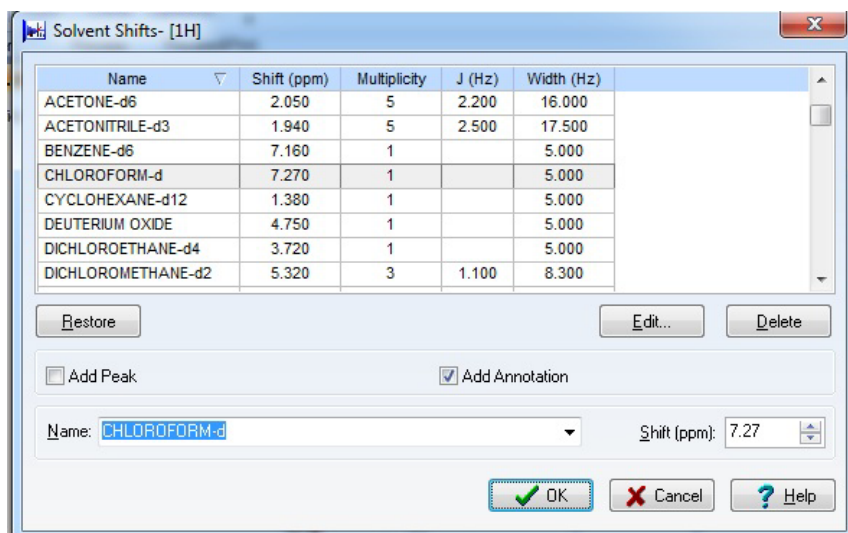 Solvent Shifts- [1H]
Name Shift (ppm) Multiplicity J (Hz) Width (Hz)
ACETONE-d6 2.050 5 2.200 16.000
ACETONITRILE-d3 1.940 5 2.500 17.500
BENZENE-d6 7.160 1 5.000
CHLOROFORM-d 7.270 1 5.000
CYCLOHEXANE-d12 1.380 1 5.000
DEUTERIUM OXIDE 4.750 1 5.000
DICHLOROETHANE-d4 3.720 1 5.000
DICHLOROMETHANE-d2 5.320 3 1.100 8.300
Restore Edit... Delete
Add Peak Add Annotation
Name: CHLOROFORM-d Shift (ppm): 7.27
OK Cancel Help